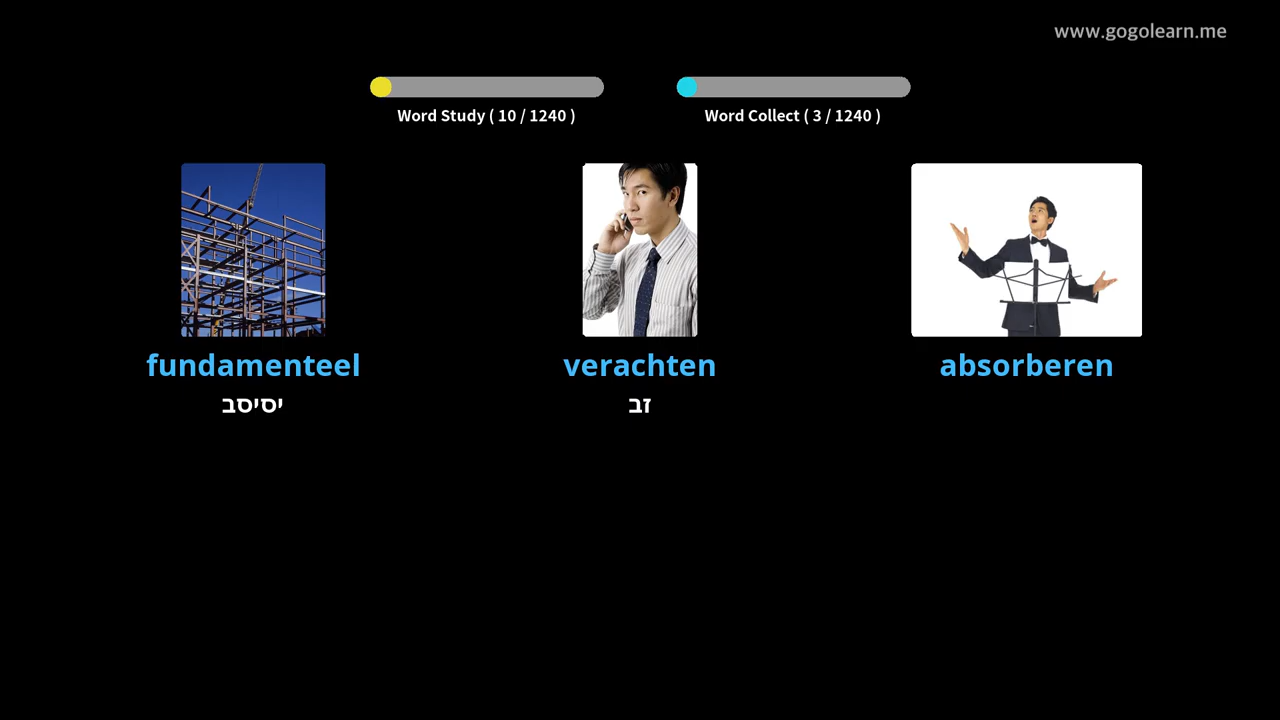 www.gogolearn.me
Word Study ( 10 / 1240 )
Word Collect ( 3 / 1240 )
fundamenteel
verachten
absorberen
יסיסב
זב